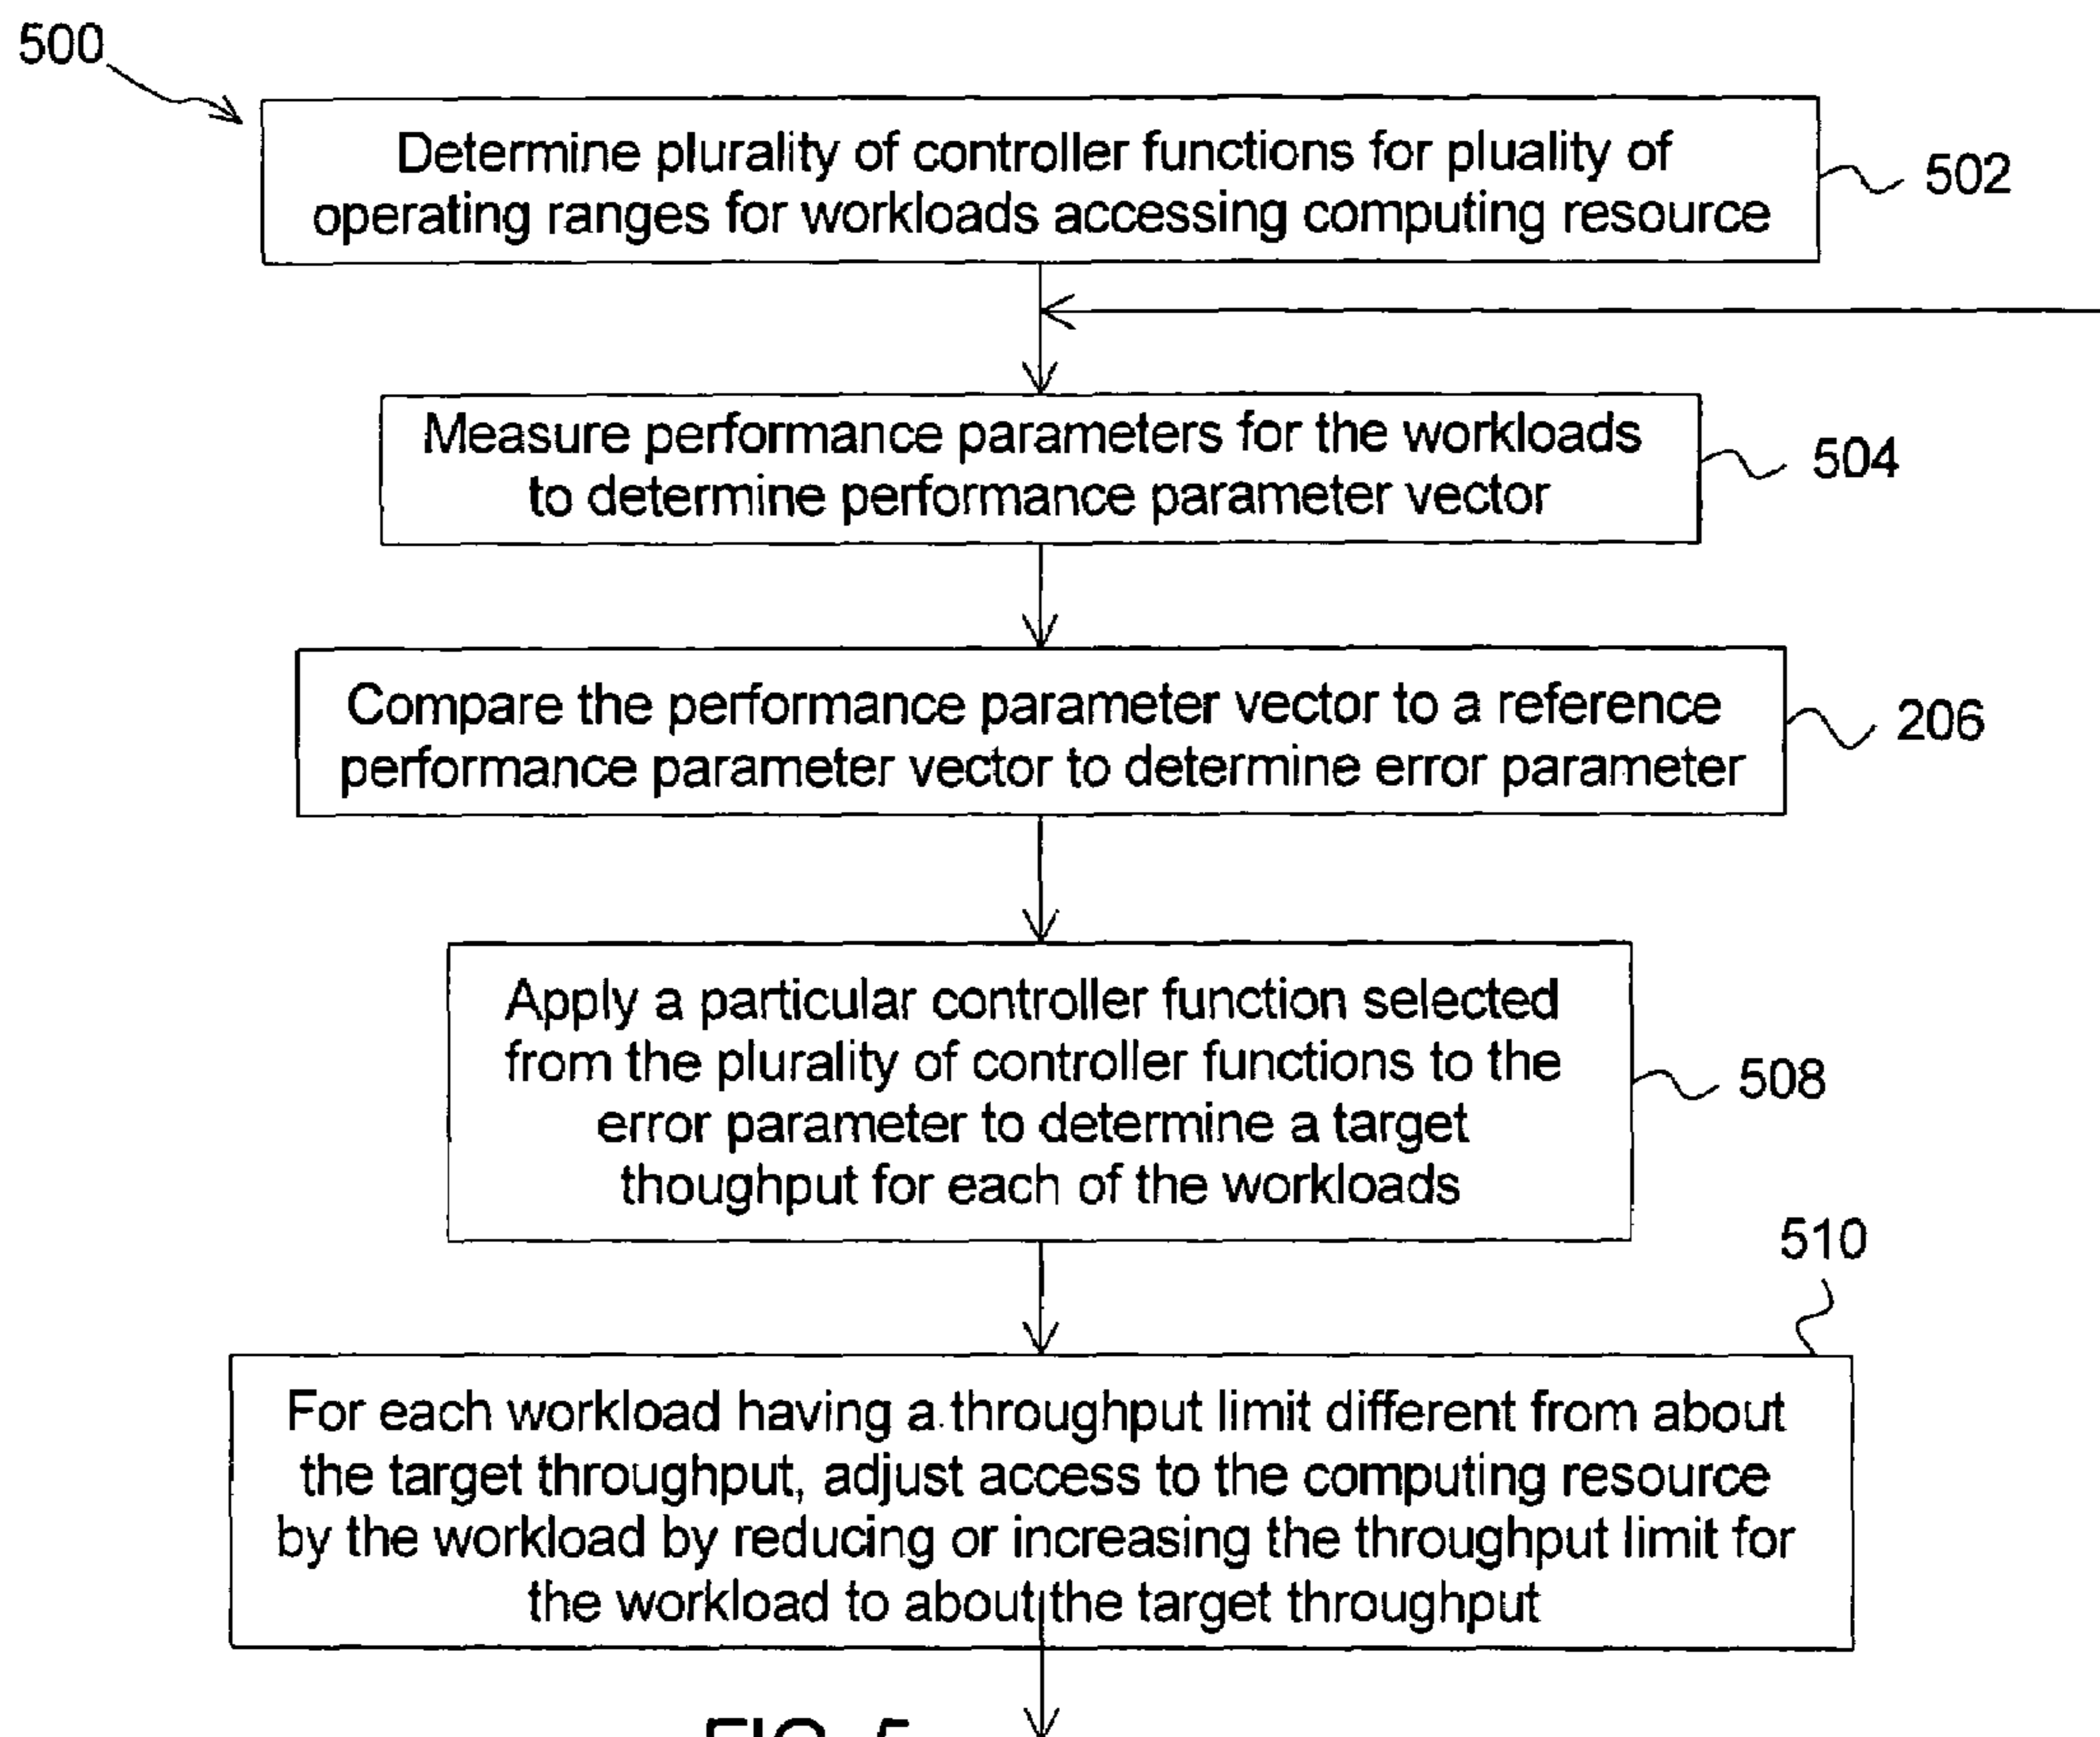 500
Determine plurality of controller functions for pluality of
operating ranges for workloads accessing computing resource
502
Measure performance parameters for the workloads
to determine performance parameter vector
504
Compare the performance parameter vector to a reference
performance parameter vector to determine error parameter
206
Apply a particular controller function selected
from the plurality of controller functions to the
error parameter to determine a target
thoughput for each of the workloads
508
510
For each workload having a throughput limit different from about
the target throughput, adjust access to the computing resource
by the workload by reducing or increasing the throughput limit for
the workload to about the target throughput
FIG. 5